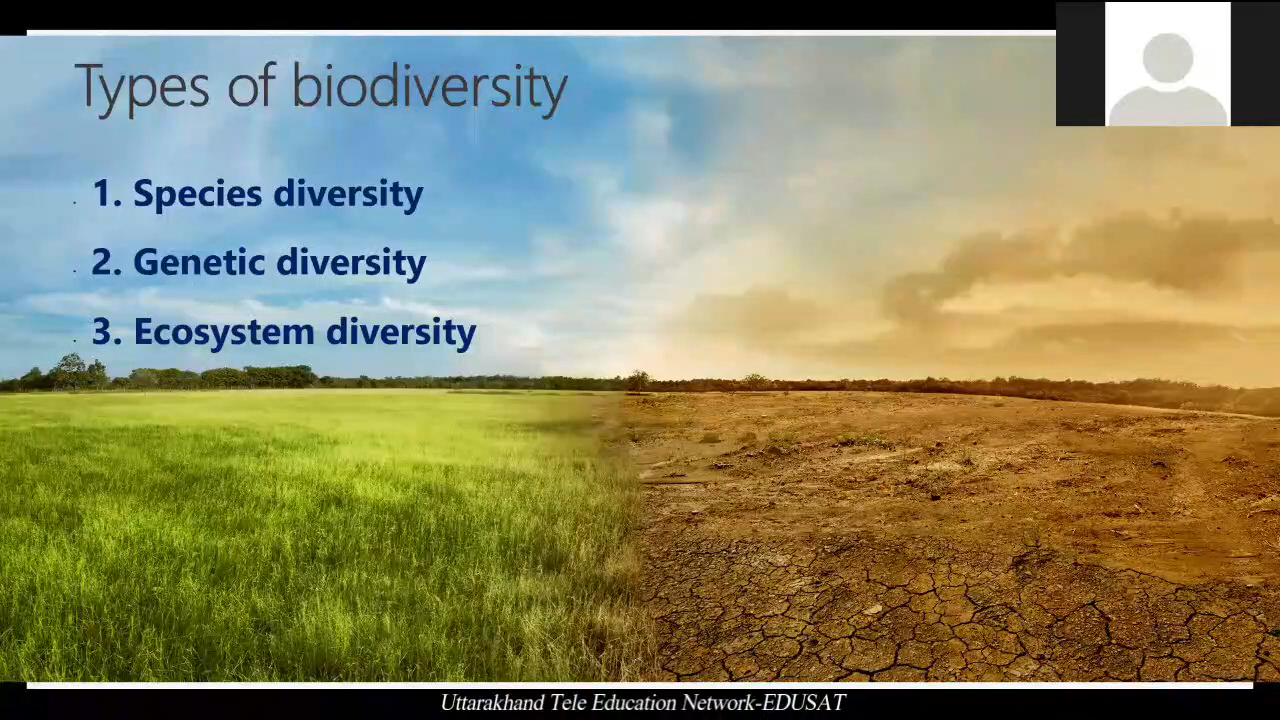 Types of biodiversity
1. Species diversity
2. Genetic diversity
3. Ecosystem diversity
Uttarakhand Tele Education Network-EDUSAT